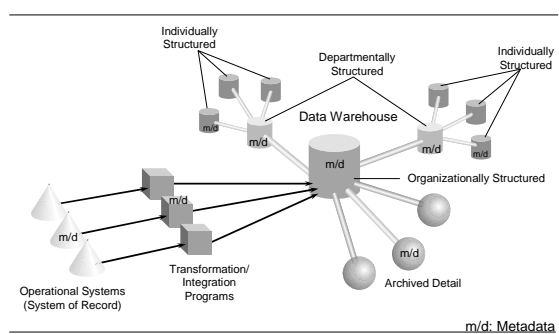 Individually
Structured
Departmentally
Structured
Individually
Structured
m/d
m/d
Data Warehouse
m/d
m/d
m/d
Organizationally Structured
m/d
m/d
m/d
Transformation/
Integration
Programs
Archived Detail
Operational Systems
(System of Record)
m/d: Metadata